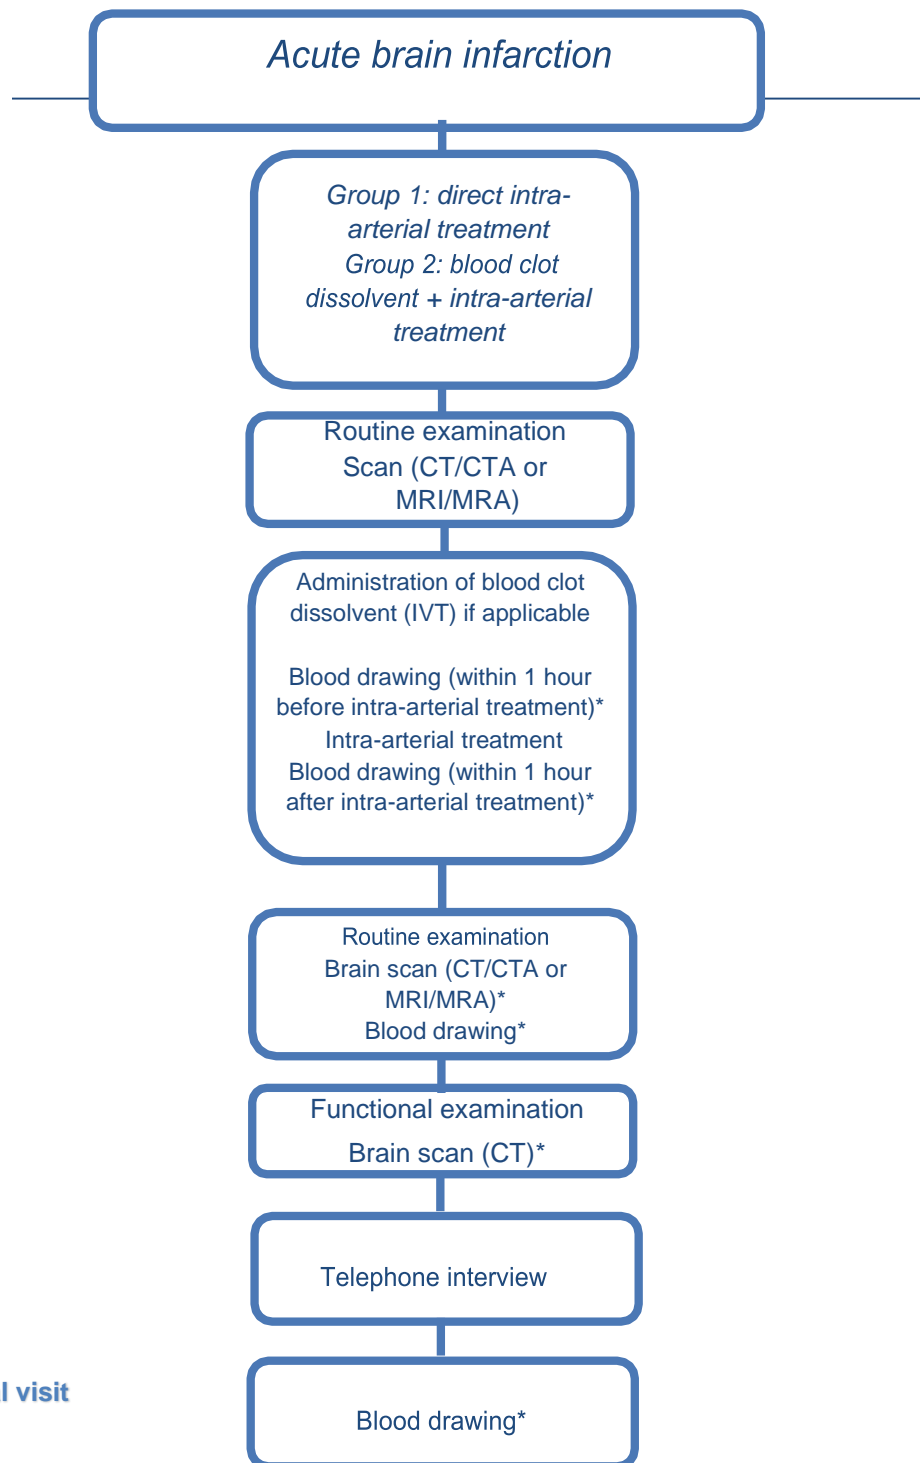 Acute brain infarction
Group 1: direct intra-
arterial treatment
Group 2: blood clot
dissolvent + intra-arterial
treatment
Routine examination
Scan (CT/CTA or
MRI/MRA)
Administration of blood clot
dissolvent (IVT) if applicable
Blood drawing (within 1 hour
before intra-arterial treatment)*
Intra-arterial treatment
Blood drawing (within 1 hour
after intra-arterial treatment)*
Routine examination
Brain scan (CT/CTA or
MRI/MRA)*
Blood drawing*
Functional examination
Brain scan (CT)*
Telephone interview
visit
Blood drawing*